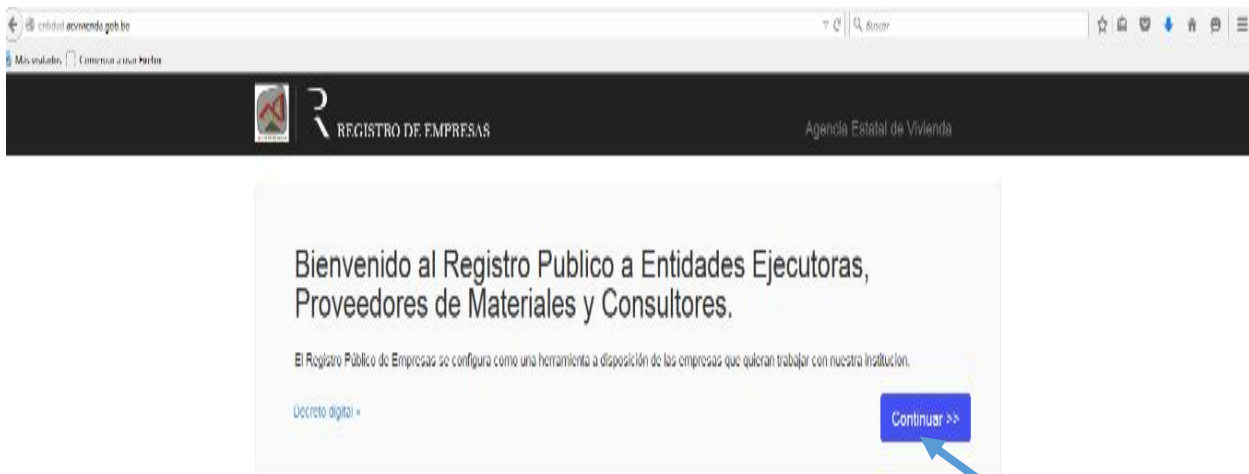 entidad.aevivienda.gob.bo
Buscar
Más visitados Comenzar a usar Firefox
R
REGISTRO DE EMPRESAS
Agencia Estatal de Vivienda
Bienvenido al Registro Publico a Entidades Ejecutoras,
Proveedores de Materiales y Consultores.
El Registro Público de Empresas se configura como una herramienta a disposición de las empresas que quieran trabajar con nuestra institucion.
Decreto digital »
Continuar >>